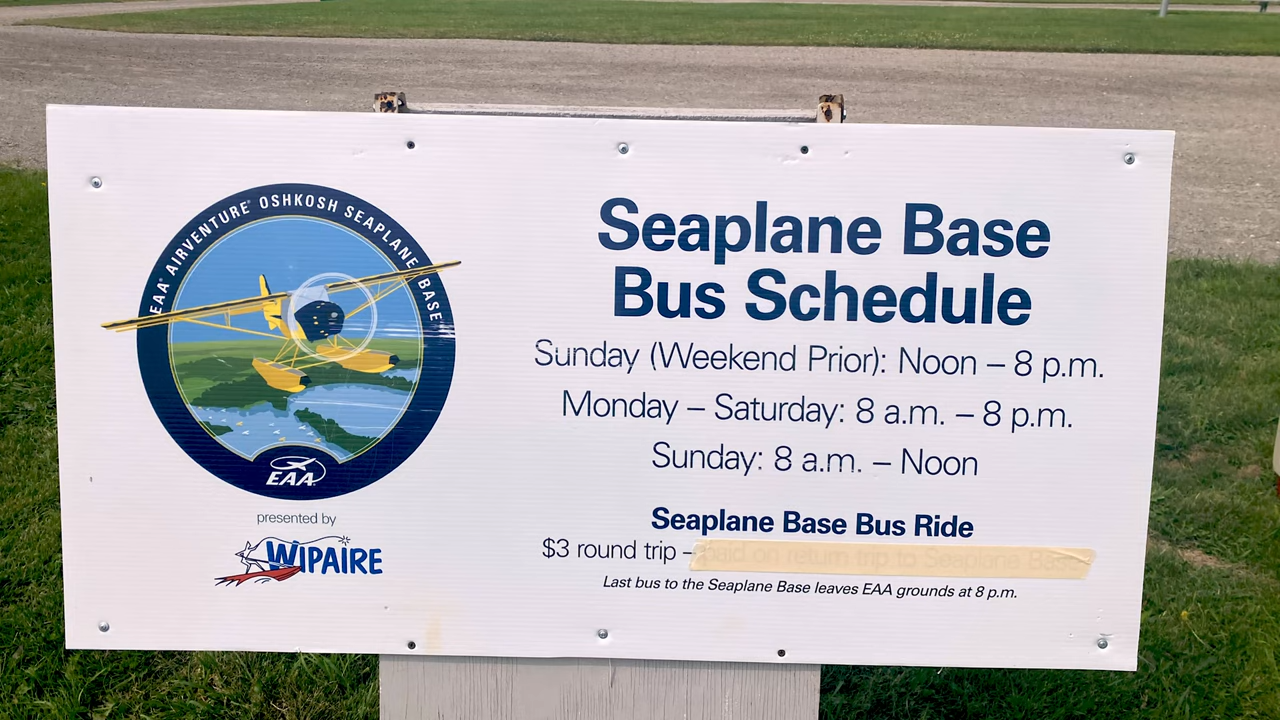 EAA® AIRVENTURE® OSHKOSH SEAPLANE BASE
EAA
presented by
WIPAIRE
Seaplane Base
Bus Schedule
Sunday (Weekend Prior): Noon – 8 p.m.
Monday – Saturday: 8 a.m. – 8 p.m.
Sunday: 8 a.m. – Noon
Seaplane Base Bus Ride
$3 round trip – paid on return trip to Seaplane Base
Last bus to the Seaplane Base leaves EAA grounds at 8 p.m.